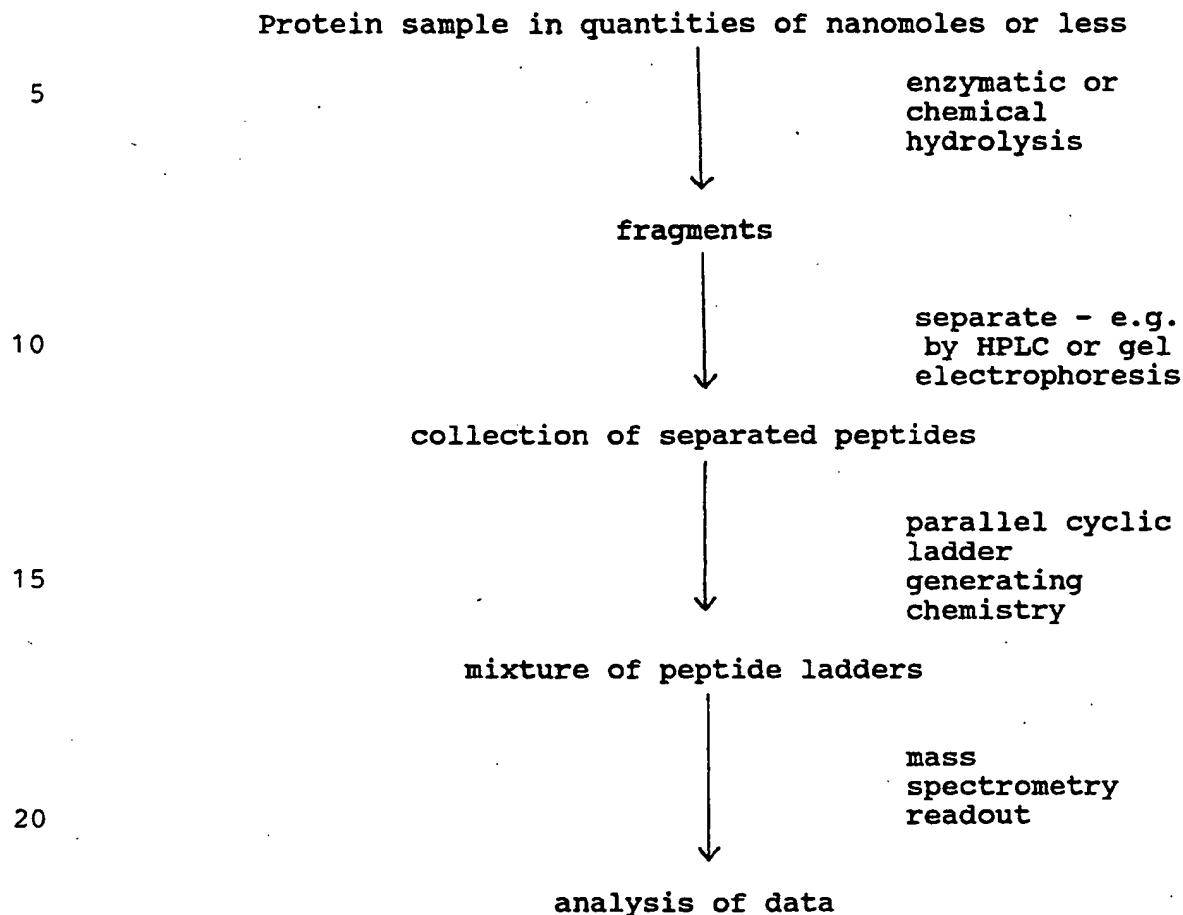 Protein sample in quantities of nanomoles or less
5
enzymatic or
chemical
hydrolysis
fragments
10
separate - e.g.
by HPLC or gel
electrophoresis
collection of separated peptides
parallel cyclic
ladder
15
generating
chemistry
mixture of peptide ladders
mass
spectrometry
20
readout
analysis of data